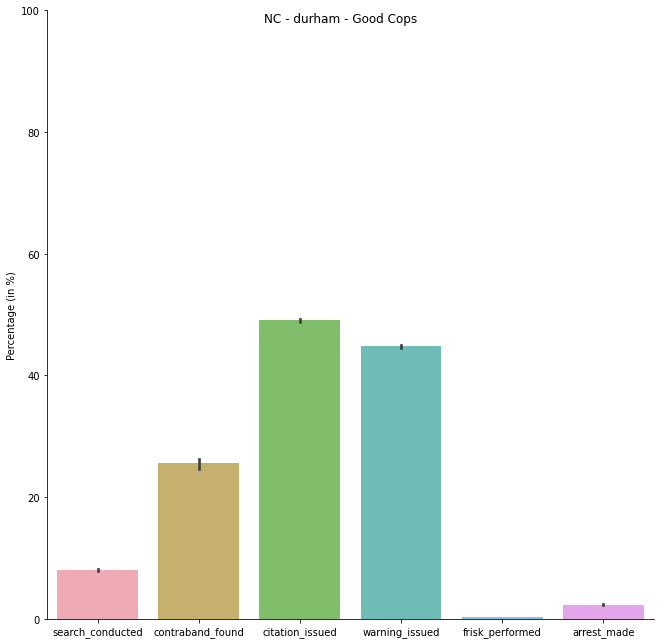 NC - durham - Good Cops
Percentage (in %)
100
80
60
40
20
0
search_conducted contraband_found citation_issued warning_issued frisk_performed arrest_made